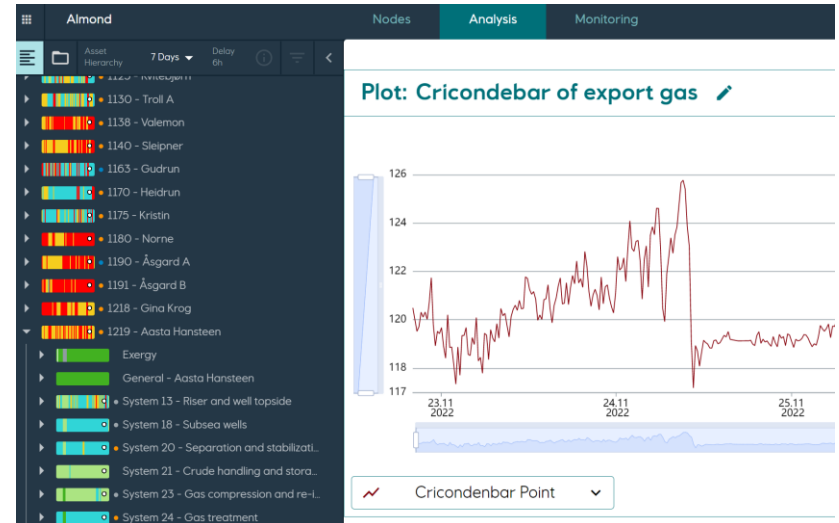 Almond
Nodes
Analysis
Monitoring
Asset
Hierarchy
7 Days
Delay
6h
1125 - Kvitebjørn
1130 - Troll A
1138 - Valemon
1140 - Sleipner
1163 - Gudrun
1170 - Heidrun
1175 - Kristin
1180 - Norne
1190 - Åsgard A
1191 - Åsgard B
1218 - Gina Krog
1219 - Aasta Hansteen
Exergy
General - Aasta Hansteen
System 13 - Riser and well topside
System 18 - Subsea wells
System 20 - Separation and stabilizati...
System 21 - Crude handling and stora...
System 23 - Gas compression and re-i...
System 24 - Gas treatment
Plot: Cricondebar of export gas
126
124
122
120
118
117
23.11
2022
24.11
2022
25.11
2022
Cricondenbar Point